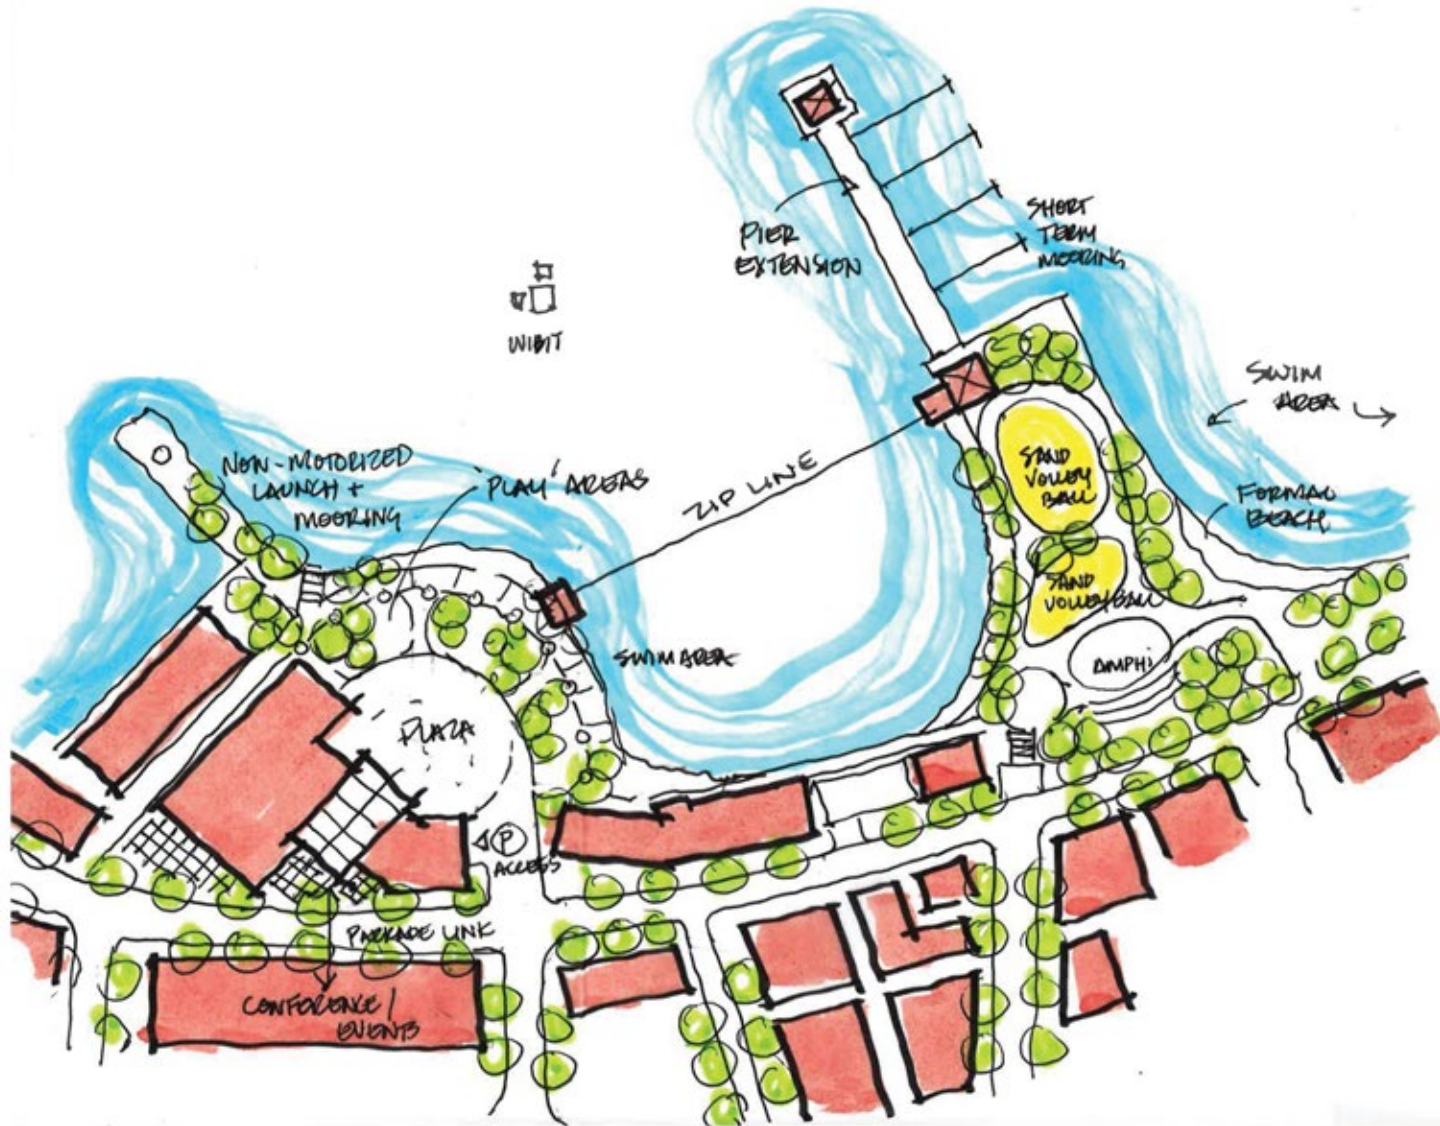 PIER
EXTENSION
SHORT
TERM
MOORING
WIBIT
SWIM
AREA
NON-MOTORIZED
LAUNCH +
MOORING
'PLAY' AREAS
ZIP LINE
SAND
VOLLEY
BALL
FORMAL
BEACH
SAND
VOLLEYBALL
SWIM AREA
AMPHI
PLAZA
P
ACCESS
PARKADE LINK
CONFERENCE/
EVENTS